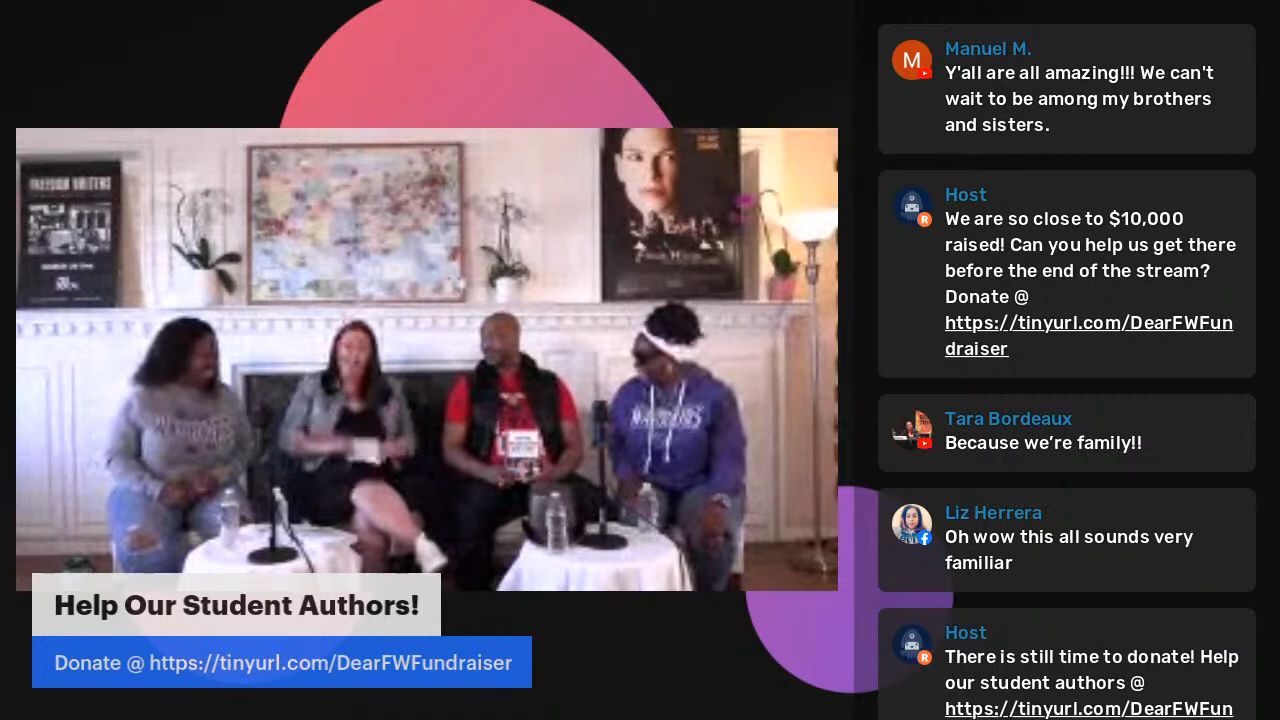 FREEDOM WRITERS
Help Our Student Authors!
Donate @ https://tinyurl.com/DearFWFundraiser
Manuel M.
Y'all are all amazing!!! We can't
wait to be among my brothers
and sisters.
Host
We are so close to $10,000
raised! Can you help us get there
before the end of the stream?
Donate @
https://tinyurl.com/DearFWFun
draiser
Tara Bordeaux
Because we’re family!!
Liz Herrera
Oh wow this all sounds very
familiar
Host
There is still time to donate! Help
our student authors @
https://tinyurl.com/DearFWFun